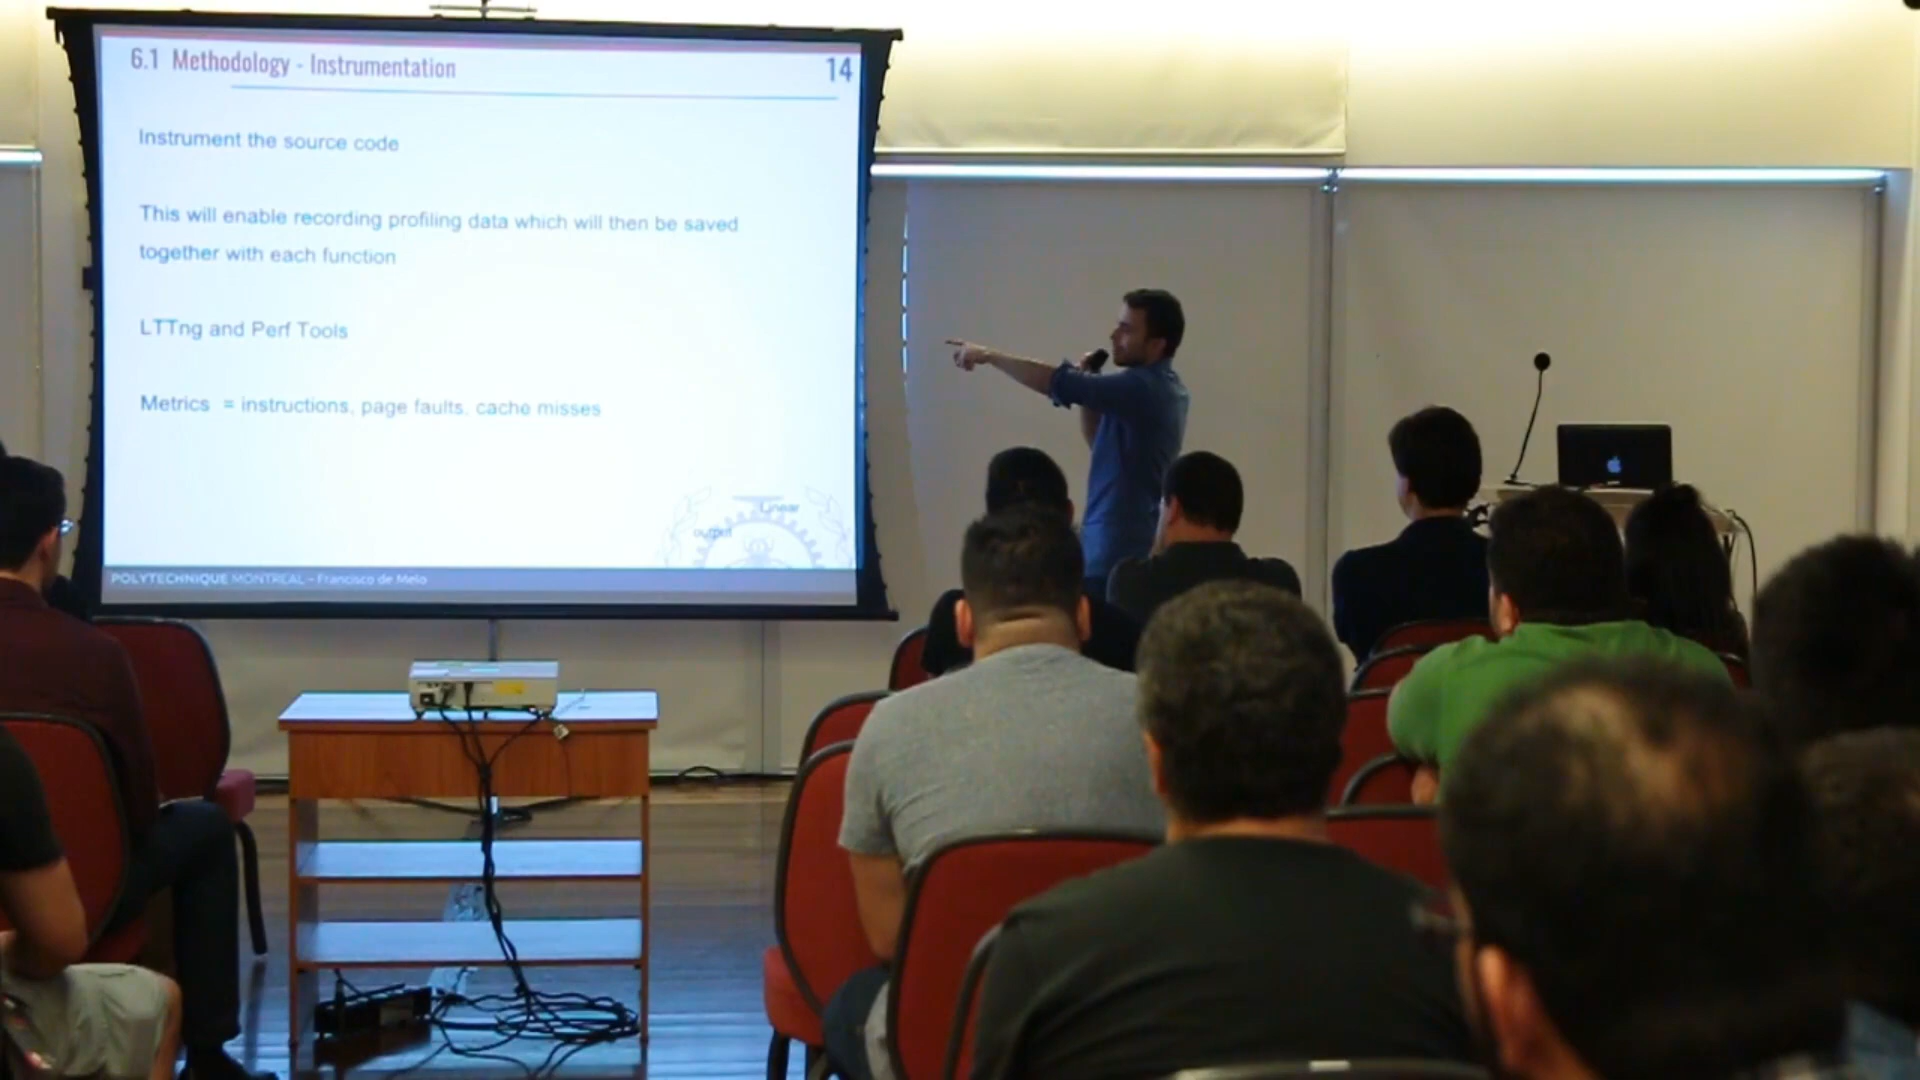 6.1 Methodology - Instrumentation
14
Instrument the source code
This will enable recording profiling data which will then be saved
together with each function
LTTng and Perf Tools
Metrics = instructions, page faults, cache misses
Linear
output
POLYTECHNIQUE MONTREAL – Francisco de Melo